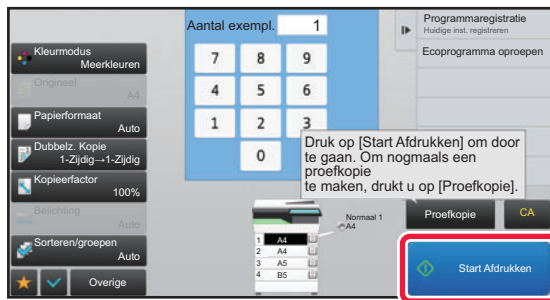 Aantal exempl. 1
Programmaregistratie
Huidige inst. registreren
Ecoprogramma oproepen
Kleurmodus
Meerkleuren
Origineel
A4
Papierformaat
Auto
Dubbelz. Kopie
1-Zijdig→1-Zijdig
Kopieerfactor
100%
Belichting
Auto
Sorteren/groepen
Auto
Overige
7 8 9
4 5 6
1 2 3
0
Druk op [Start Afdrukken] om door
te gaan. Om nogmaals een
proefkopie
te maken, drukt u op [Proefkopie].
Normaal 1
A4
1 A4
2 A4
3 A5
4 B5
Proefkopie
CA
Start Afdrukken